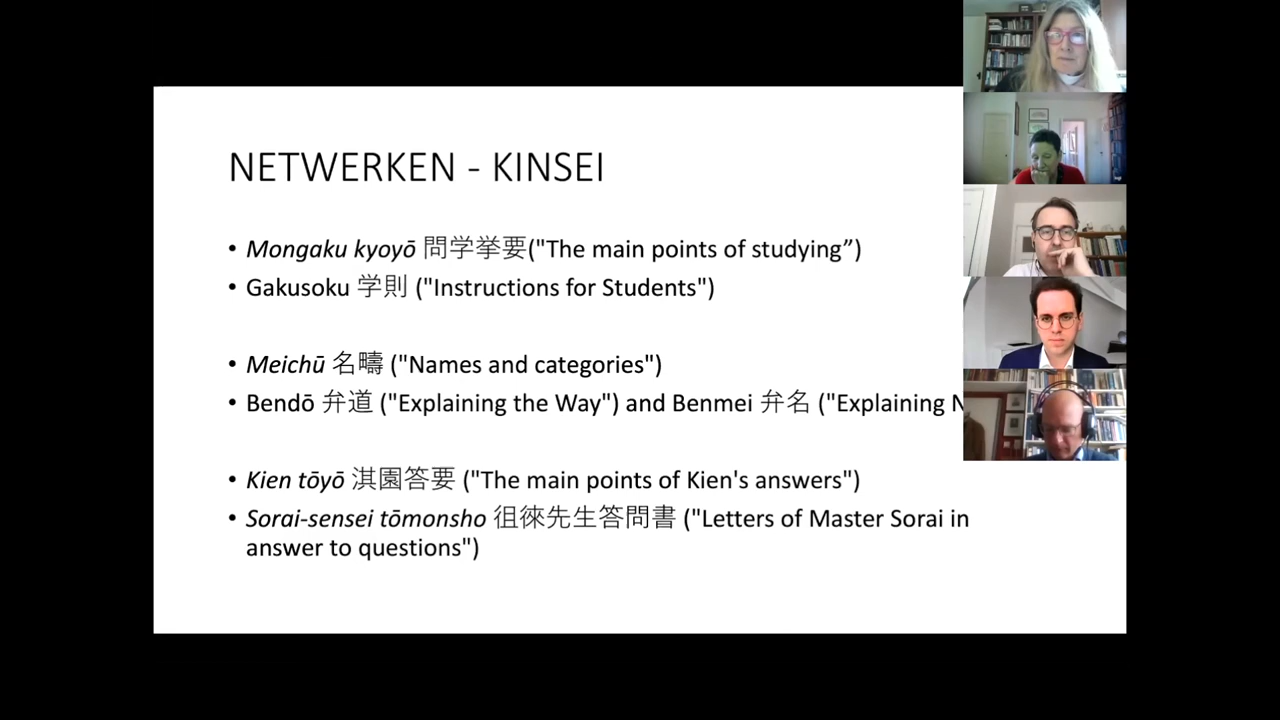 NETWERKEN - KINSEI
• Mongaku kyoyō 問学挙要("The main points of studying”)
• Gakusoku 学則 ("Instructions for Students")
• Meichū 名疇 ("Names and categories")
• Bendō 弁道 ("Explaining the Way") and Benmei 弁名 ("Explaining
• Kien tōyō 淇園答要 ("The main points of Kien's answers")
• Sorai-sensei tōmonsho 徂徠先生答問書 ("Letters of Master Sorai in
answer to questions")